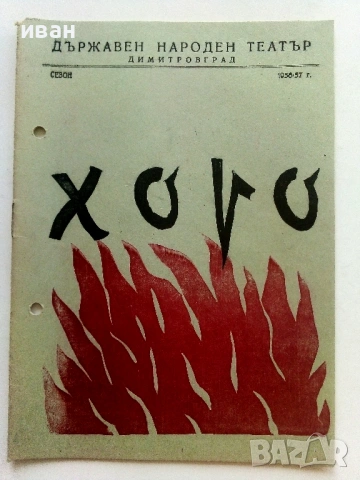 иван
ДЪРЖАВЕН НАРОДЕН ТЕАТЪР
ДИМИТРОВГРАД
СЕЗОН 1956-57 г.
ХОРО
BAZAR